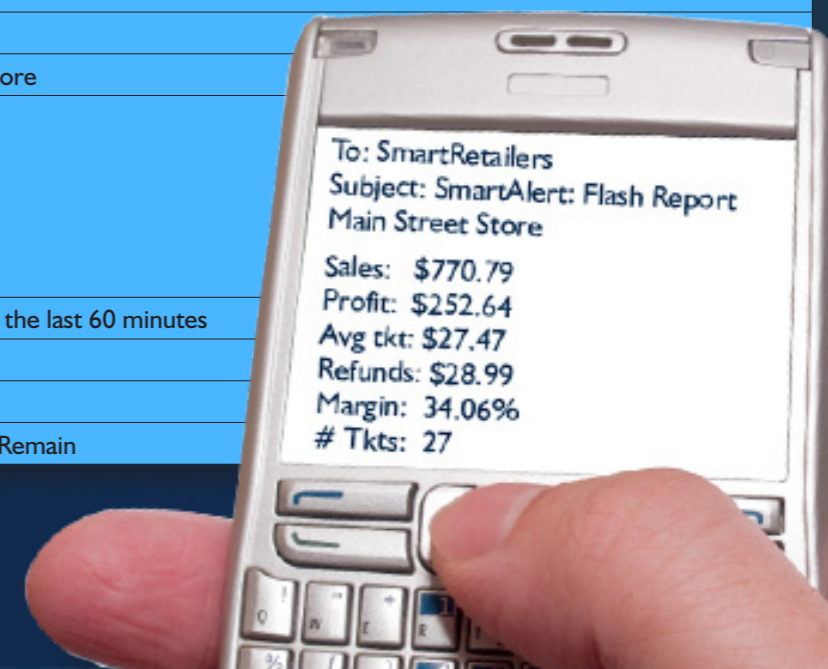 ore
To: SmartRetailers
Subject: SmartAlert: Flash Report
Main Street Store
Sales: $770.79
Profit: $252.64
Avg tkt: $27.47
Refunds: $28.99
Margin: 34.06%
# Tkts: 27
the last 60 minutes
Remain
Q ! W E + R 1
%